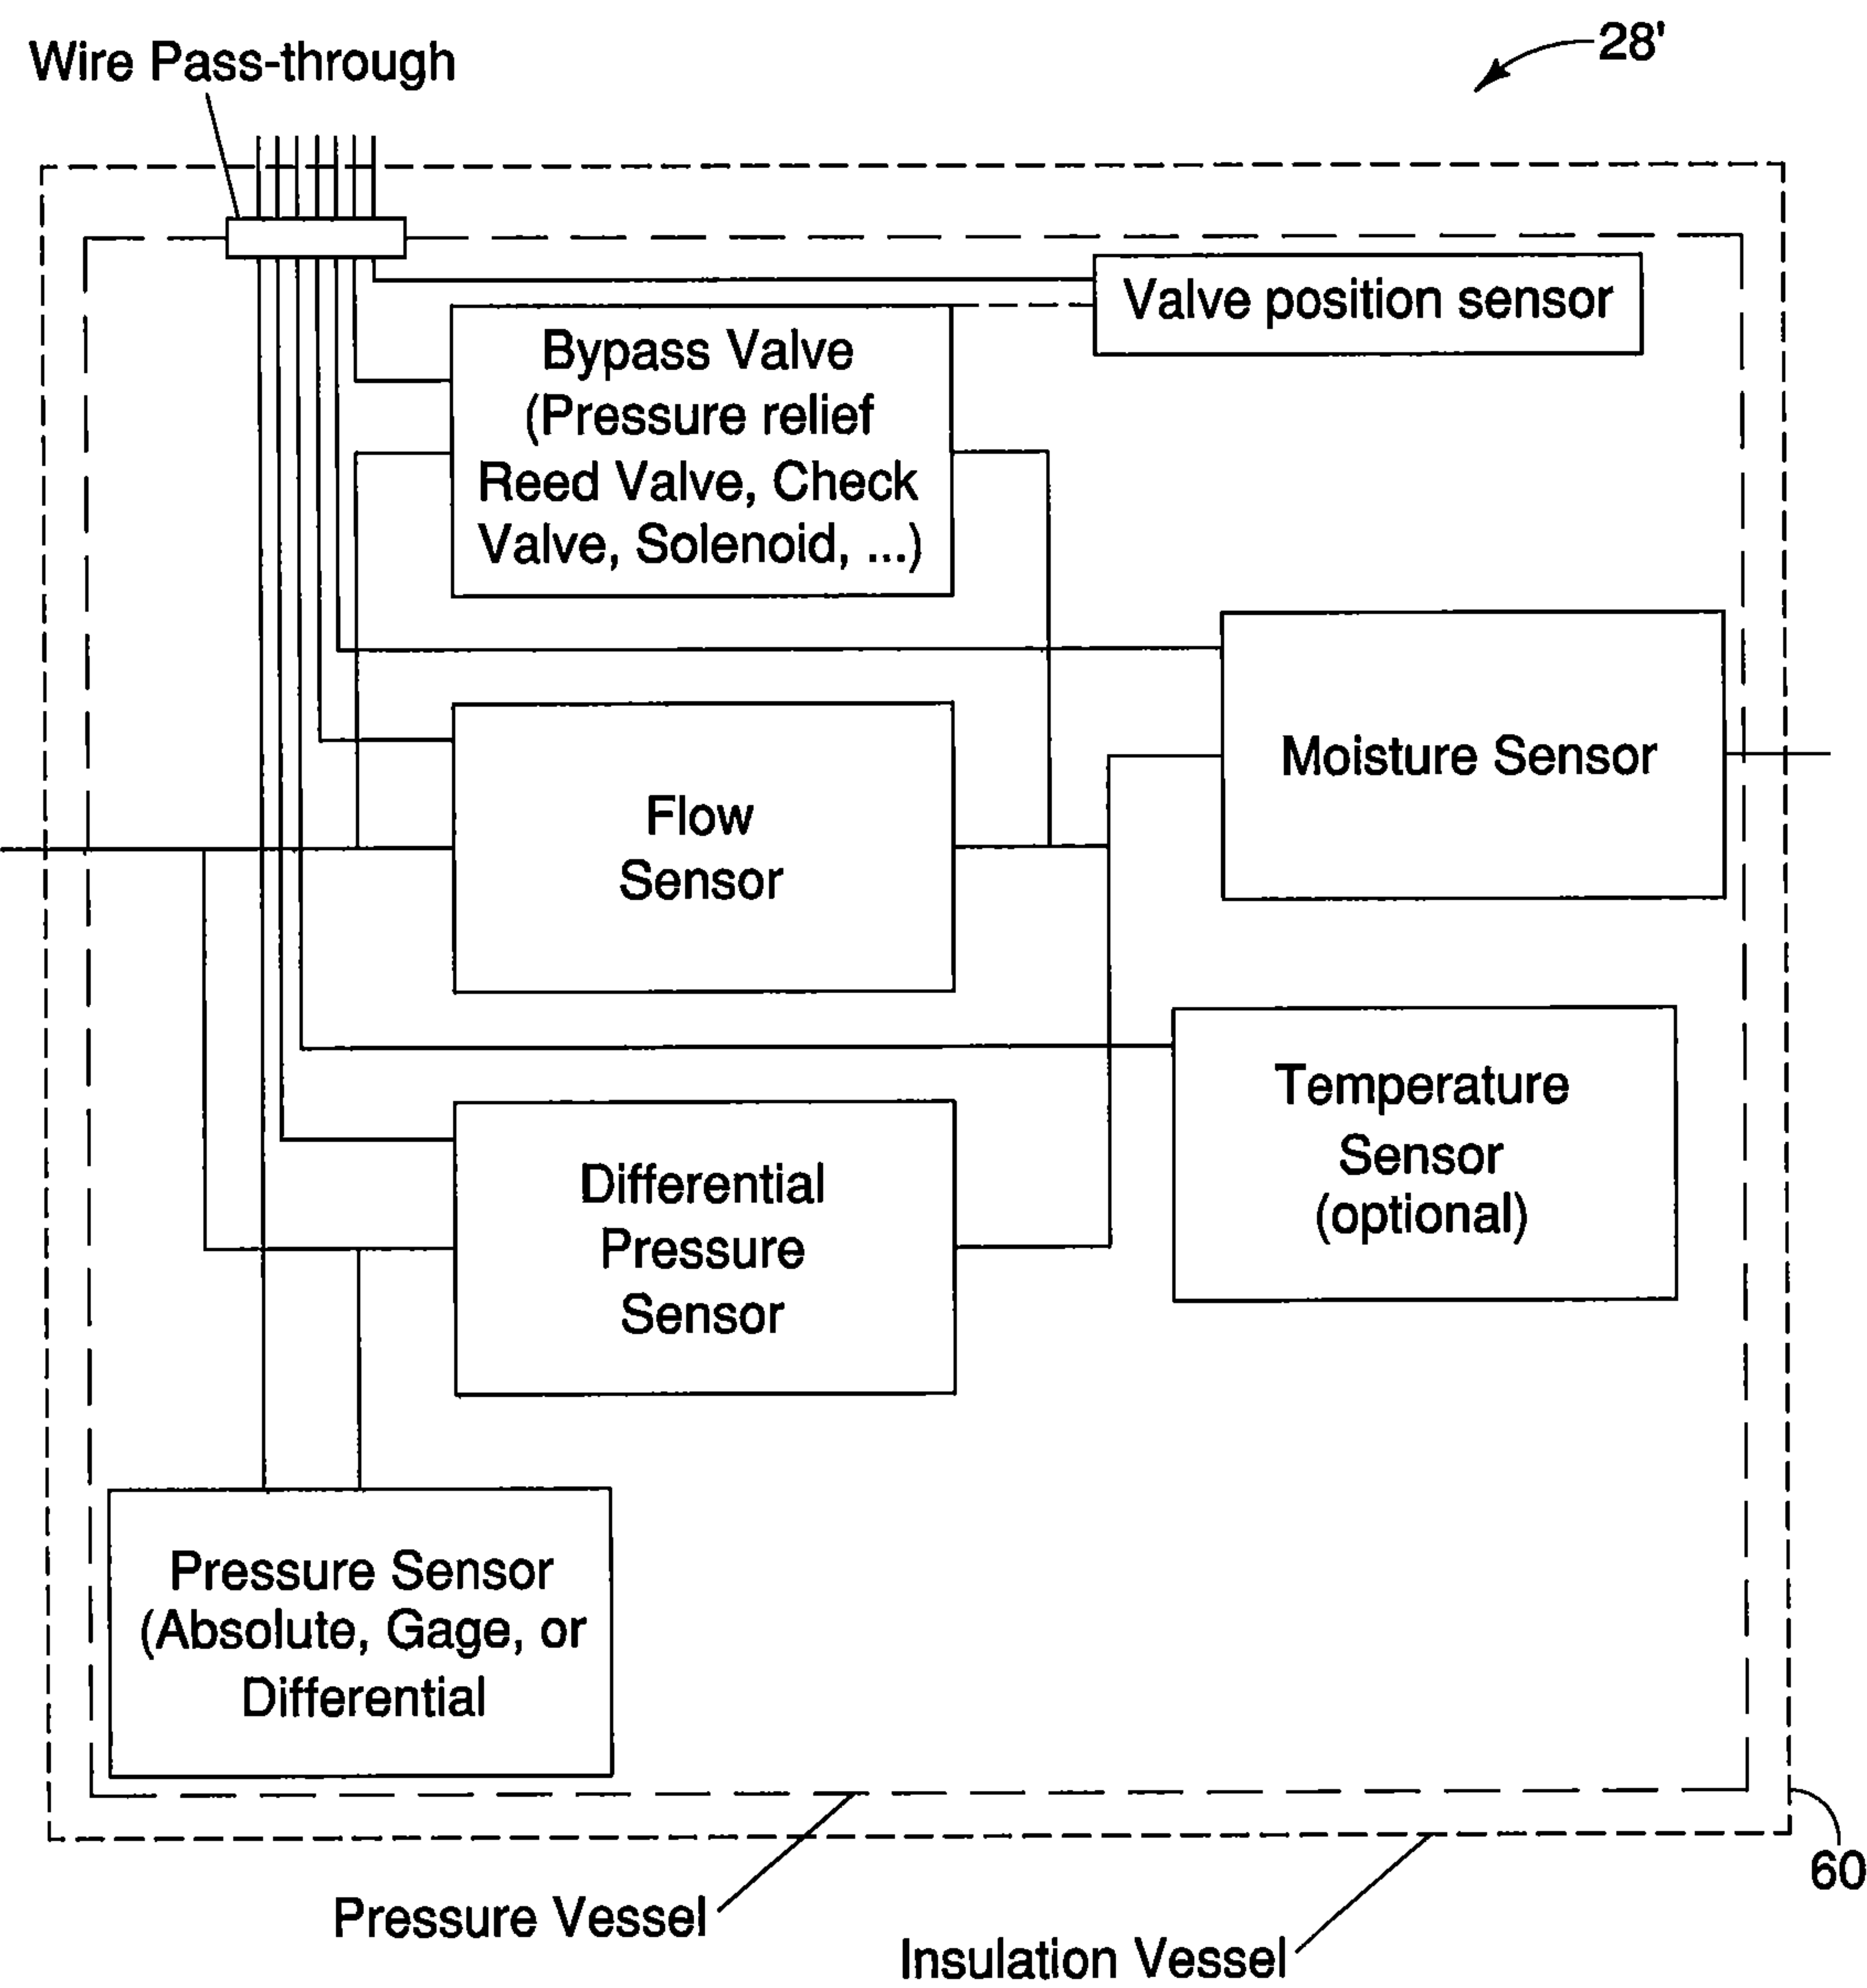 28'
Wire Pass-through
Valve position sensor
Bypass Valve
(Pressure relief
Reed Valve, Check
Valve, Solenoid, ...)
Moisture Sensor
Flow
Sensor
Temperature
Sensor
(optional)
Differential
Pressure
Sensor
Pressure Sensor
(Absolute, Gage, or
Differential
60
Pressure Vessel
Insulation Vessel